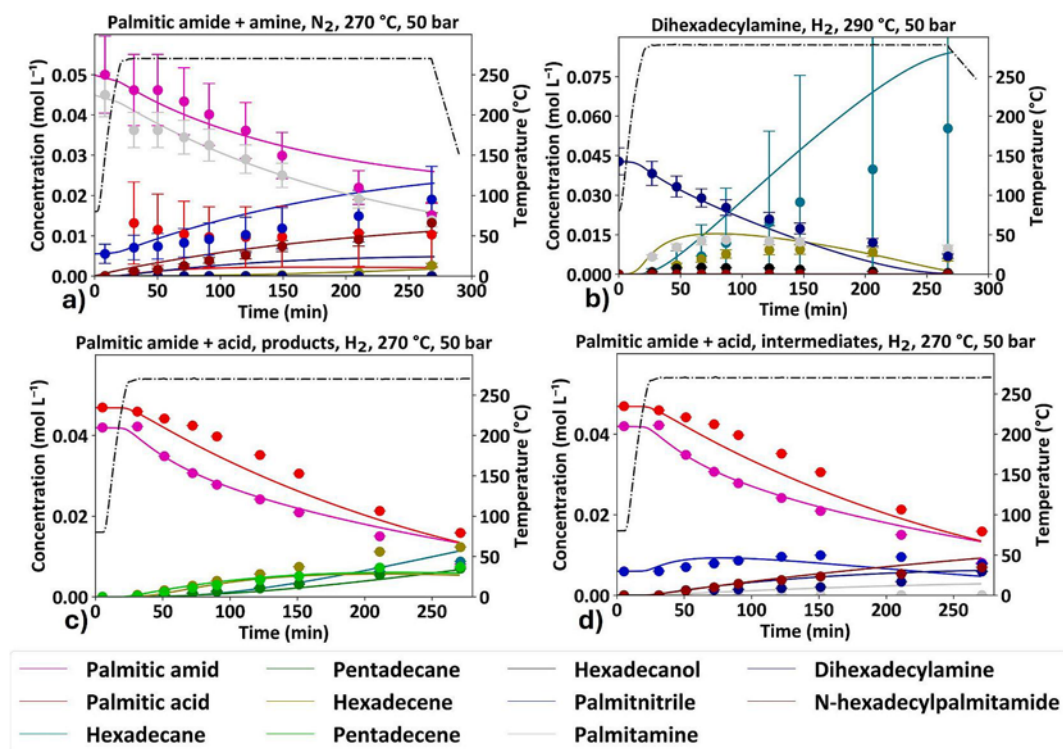 Palmitic amide + amine, N₂, 270 °C, 50 bar
Concentration (mol L⁻¹)
0.05
0.04
0.03
0.02
0.01
0.00
0 50 100 150 200 250 300
Time (min)
250
200
150
100
50
0
Temperature (°C)
a)
Dihexadecylamine, H₂, 290 °C, 50 bar
Concentration (mol L⁻¹)
0.075
0.060
0.045
0.030
0.015
0.000
0 50 100 150 200 250 300
Time (min)
250
200
150
100
50
0
Temperature (°C)
b)
Palmitic amide + acid, products, H₂, 270 °C, 50 bar
Concentration (mol L⁻¹)
0.04
0.02
0.00
0 50 100 150 200 250
Time (min)
250
200
150
100
50
0
Temperature (°C)
c)
Palmitic amide + acid, intermediates, H₂, 270 °C, 50 bar
Concentration (mol L⁻¹)
0.04
0.02
0.00
0 50 100 150 200 250
Time (min)
250
200
150
100
50
0
Temperature (°C)
d)
Palmitic amid
Palmitic acid
Hexadecane
Pentadecane
Hexadecene
Pentadecene
Hexadecanol
Palmitnitrile
Palmitamine
Dihexadecylamine
N-hexadecylpalmitamide